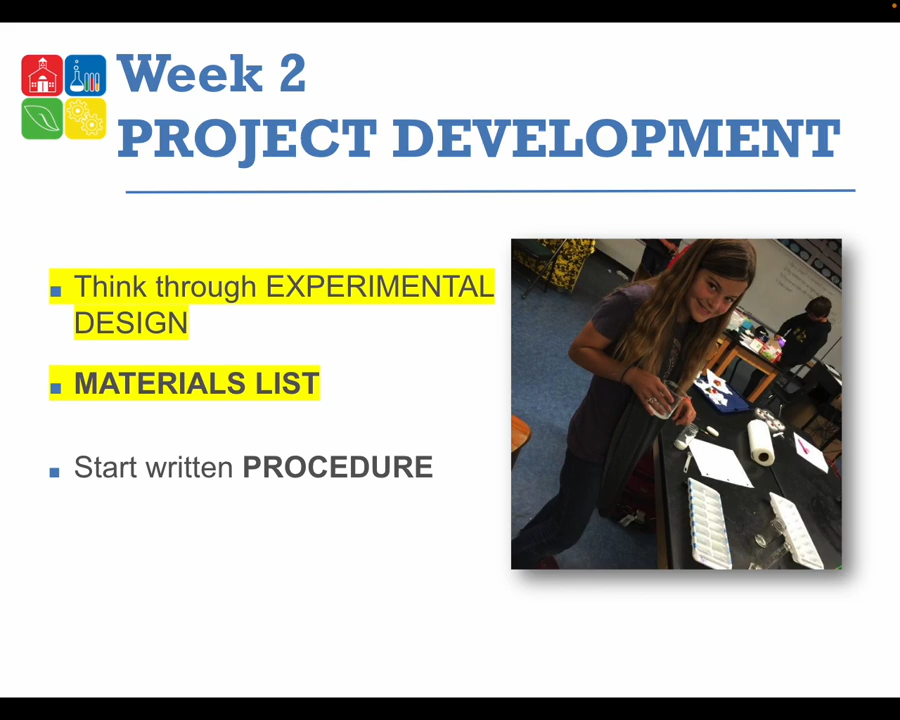 Week 2
PROJECT DEVELOPMENT
Think through EXPERIMENTAL
DESIGN
MATERIALS LIST
Start written PROCEDURE